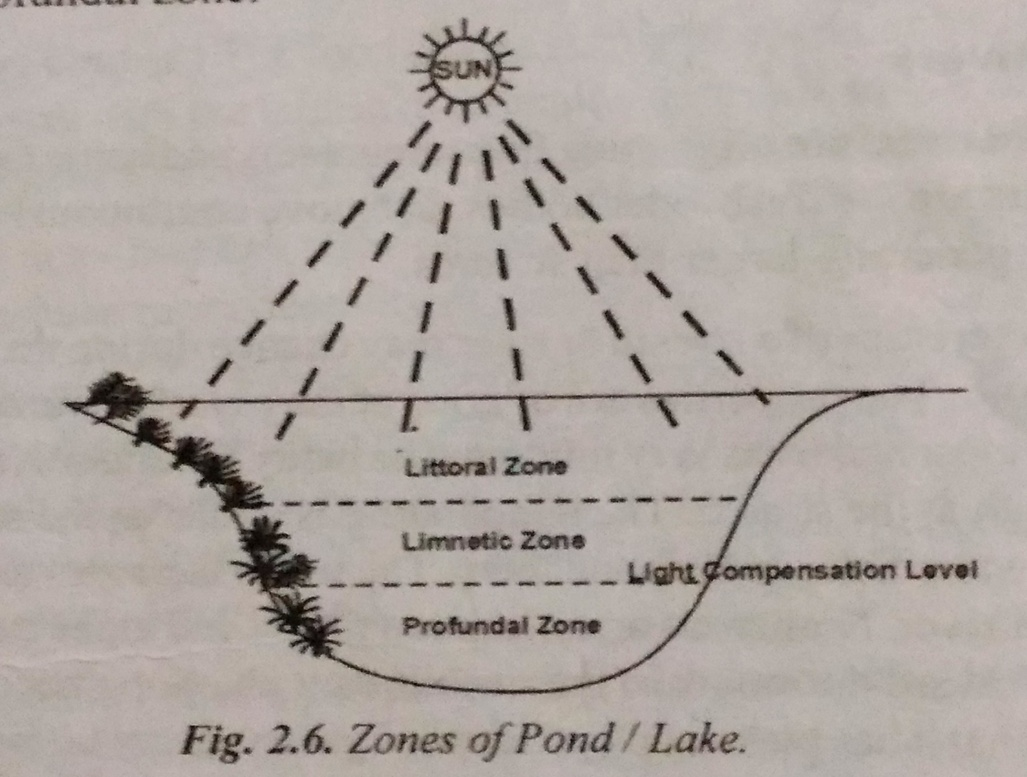 SUN
Littoral Zone
Limnetic Zone
Light Compensation Level
Profundal Zone
Fig. 2.6. Zones of Pond / Lake.